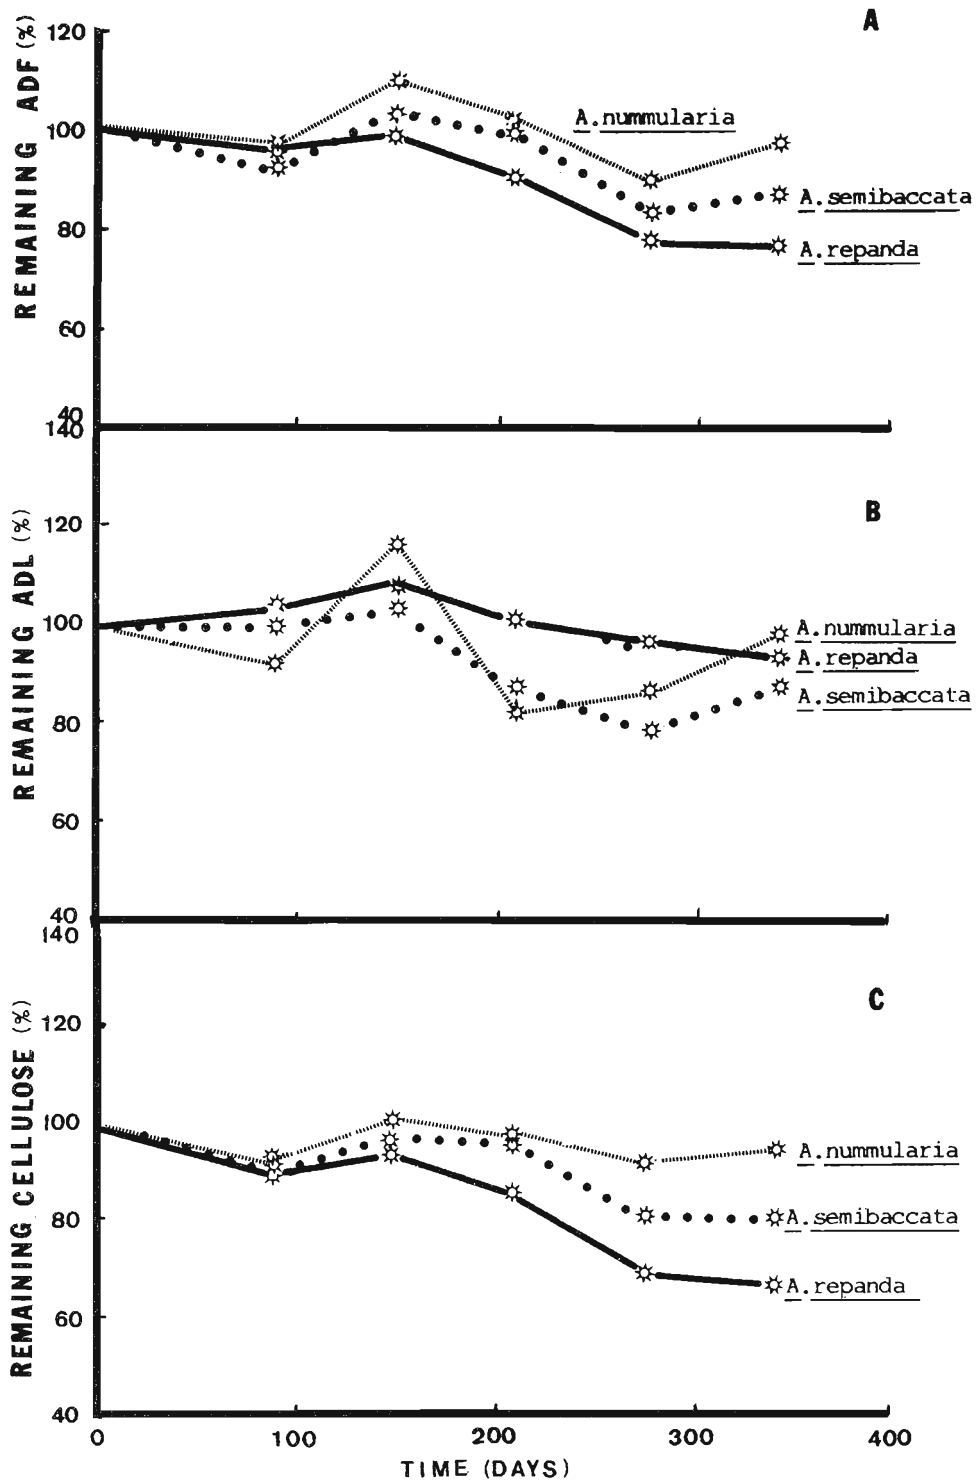 A
REMAINING ADF (%)
120
100
80
60
40
A.nummularia
A.semibaccata
A.repanda
B
REMAINING ADL (%)
140
120
100
80
60
40
A.nummularia
A.repanda
A.semibaccata
C
REMAINING CELLULOSE (%)
140
120
100
80
60
40
A.nummularia
A.semibaccata
A.repanda
0 100 200 300 400
TIME (DAYS)